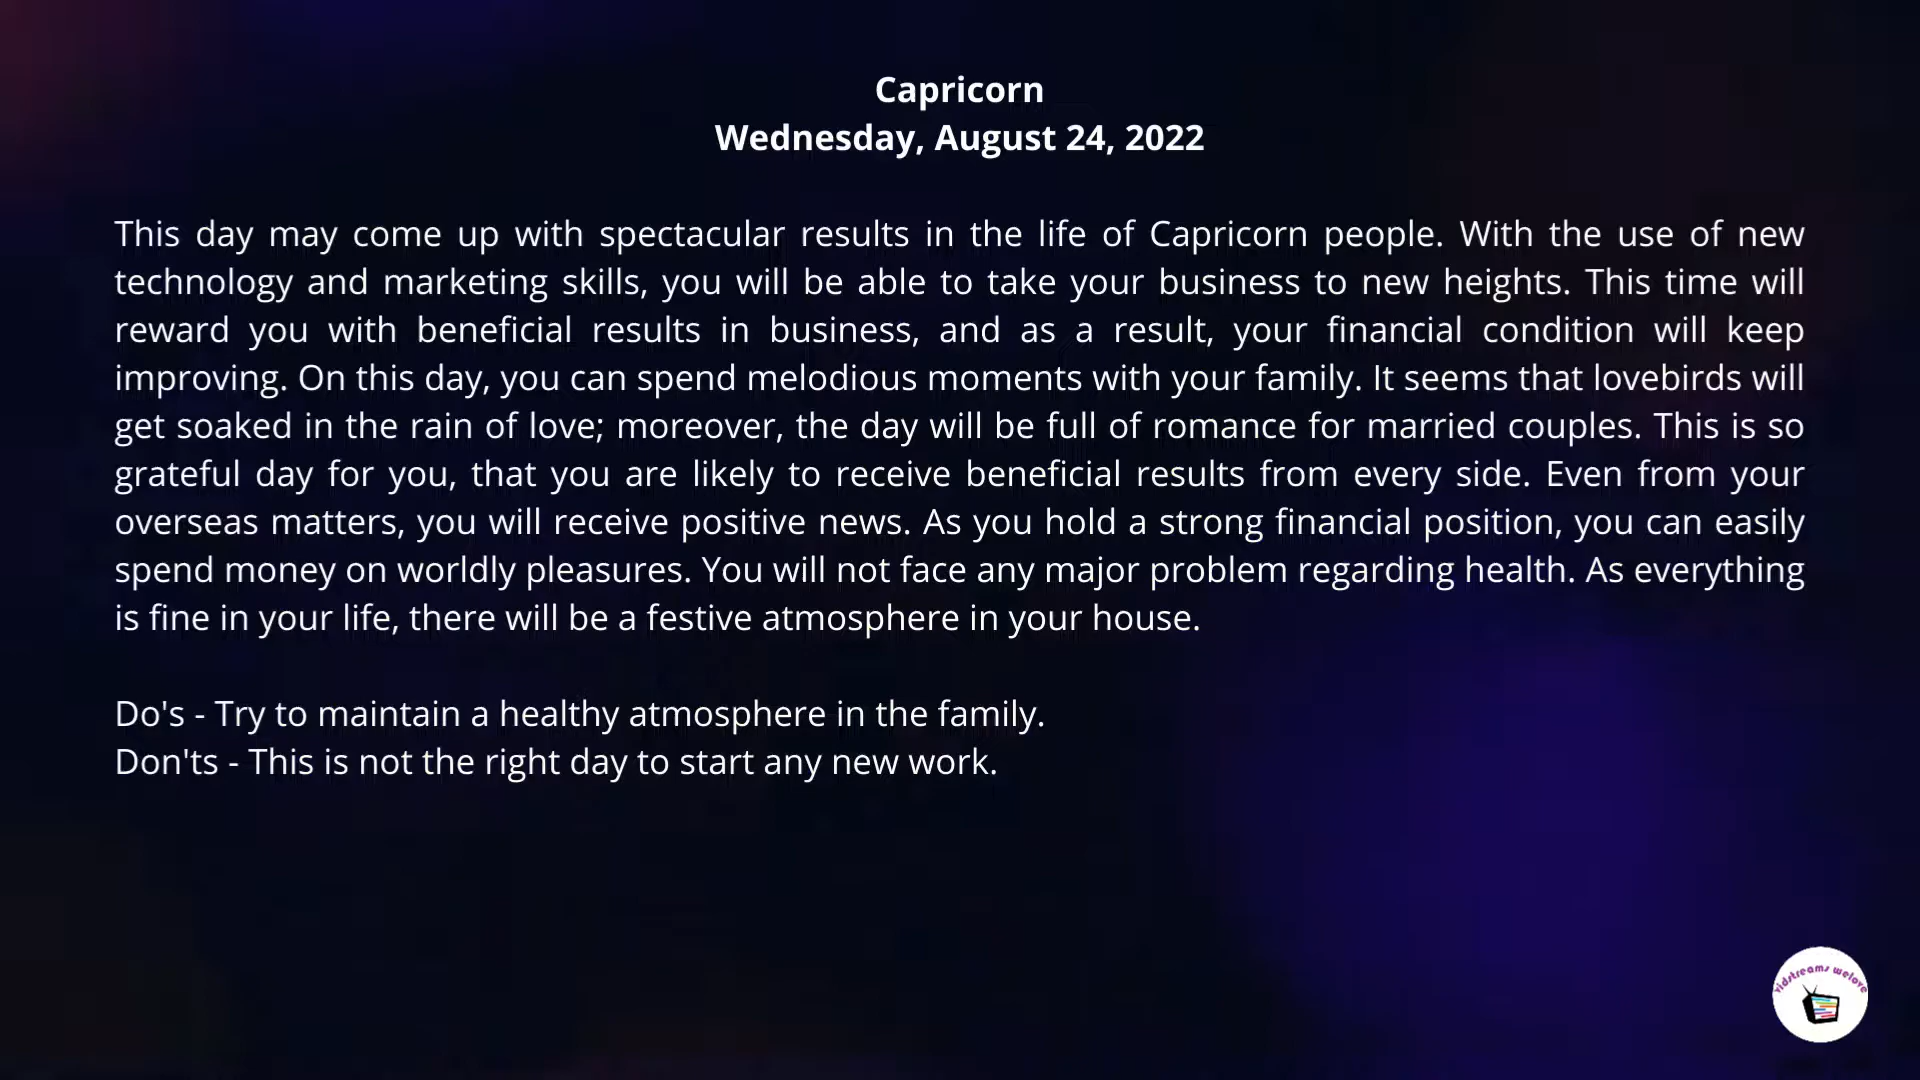 Capricorn
Wednesday, August 24, 2022
This day may come up with spectacular results in the life of Capricorn people. With the use of new
technology and marketing skills, you will be able to take your business to new heights. This time will
reward you with beneficial results in business, and as a result, your financial condition will keep
improving. On this day, you can spend melodious moments with your family. It seems that lovebirds will
get soaked in the rain of love; moreover, the day will be full of romance for married couples. This is so
grateful day for you, that you are likely to receive beneficial results from every side. Even from your
overseas matters, you will receive positive news. As you hold a strong financial position, you can easily
spend money on worldly pleasures. You will not face any major problem regarding health. As everything
is fine in your life, there will be a festive atmosphere in your house.
Do's - Try to maintain a healthy atmosphere in the family.
Don'ts - This is not the right day to start any new work.
welove